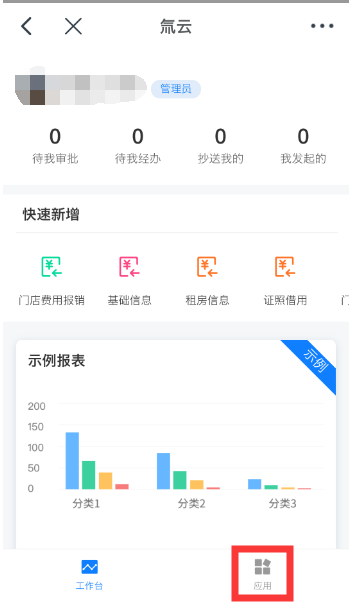 氚云
管理员
0 0 0 0
待我审批 待我经办 抄送我的 我发起的
快速新增
门店费用报销 基础信息 租房信息 证照借用 门
示例报表
示例
200
150
100
50
0
分类1 分类2 分类3
工作台 应用